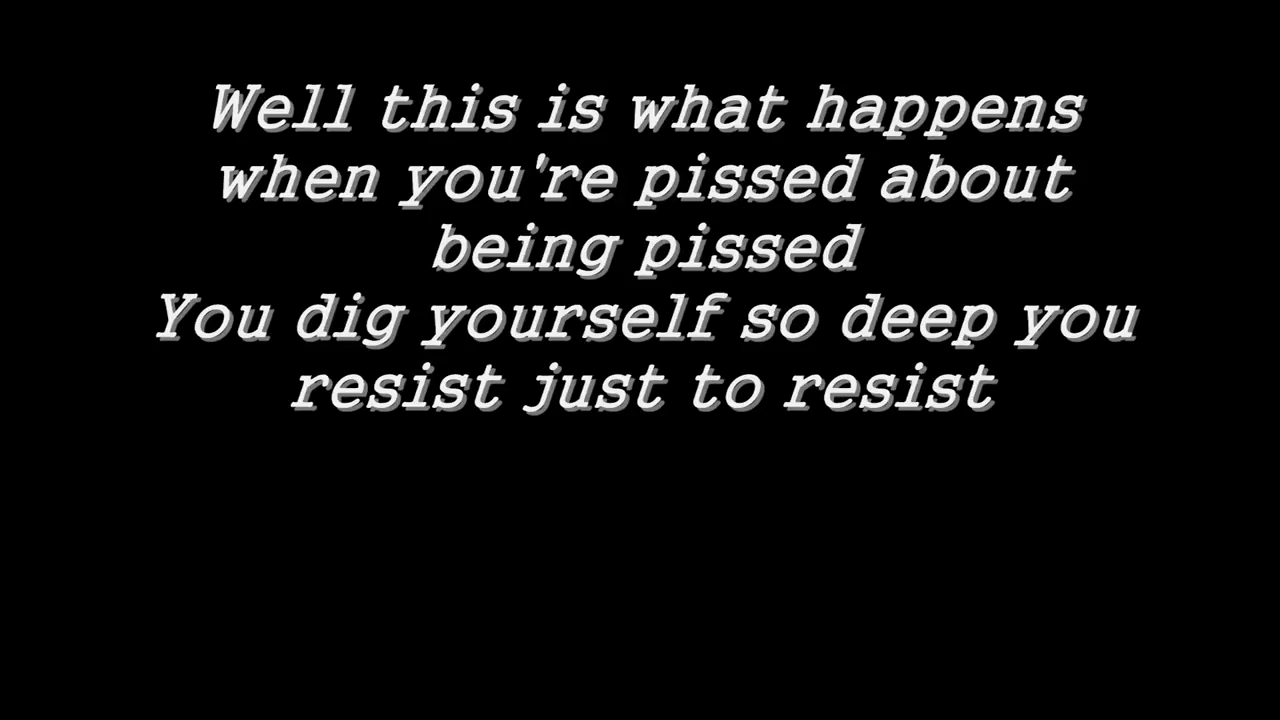 Well this is what happens
when you're pissed about
being pissed
You dig yourself so deep you
resist just to resist